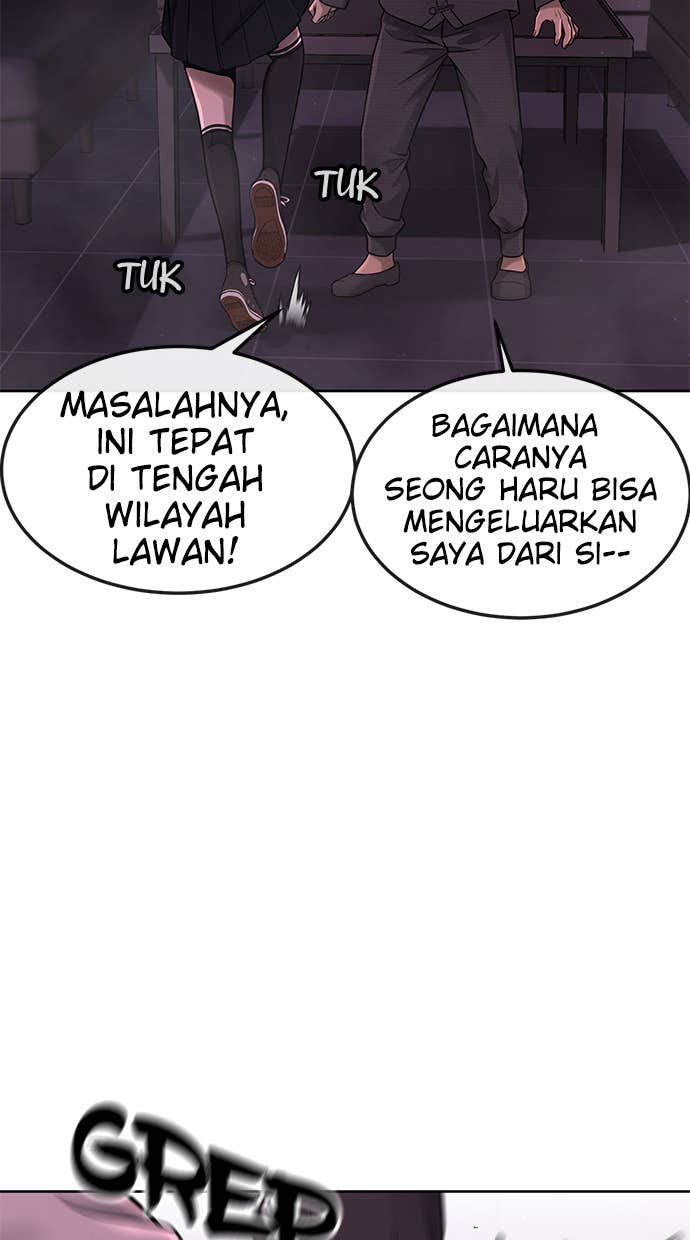 TUK
TUK
MASALAHNYA,
INI TEPAT
DI TENGAH
WILAYAH
LAWAN!
BAGAIMANA
CARANYA
SEONG HARU BISA
MENGELUARKAN
SAYA DARI SI--
GREP